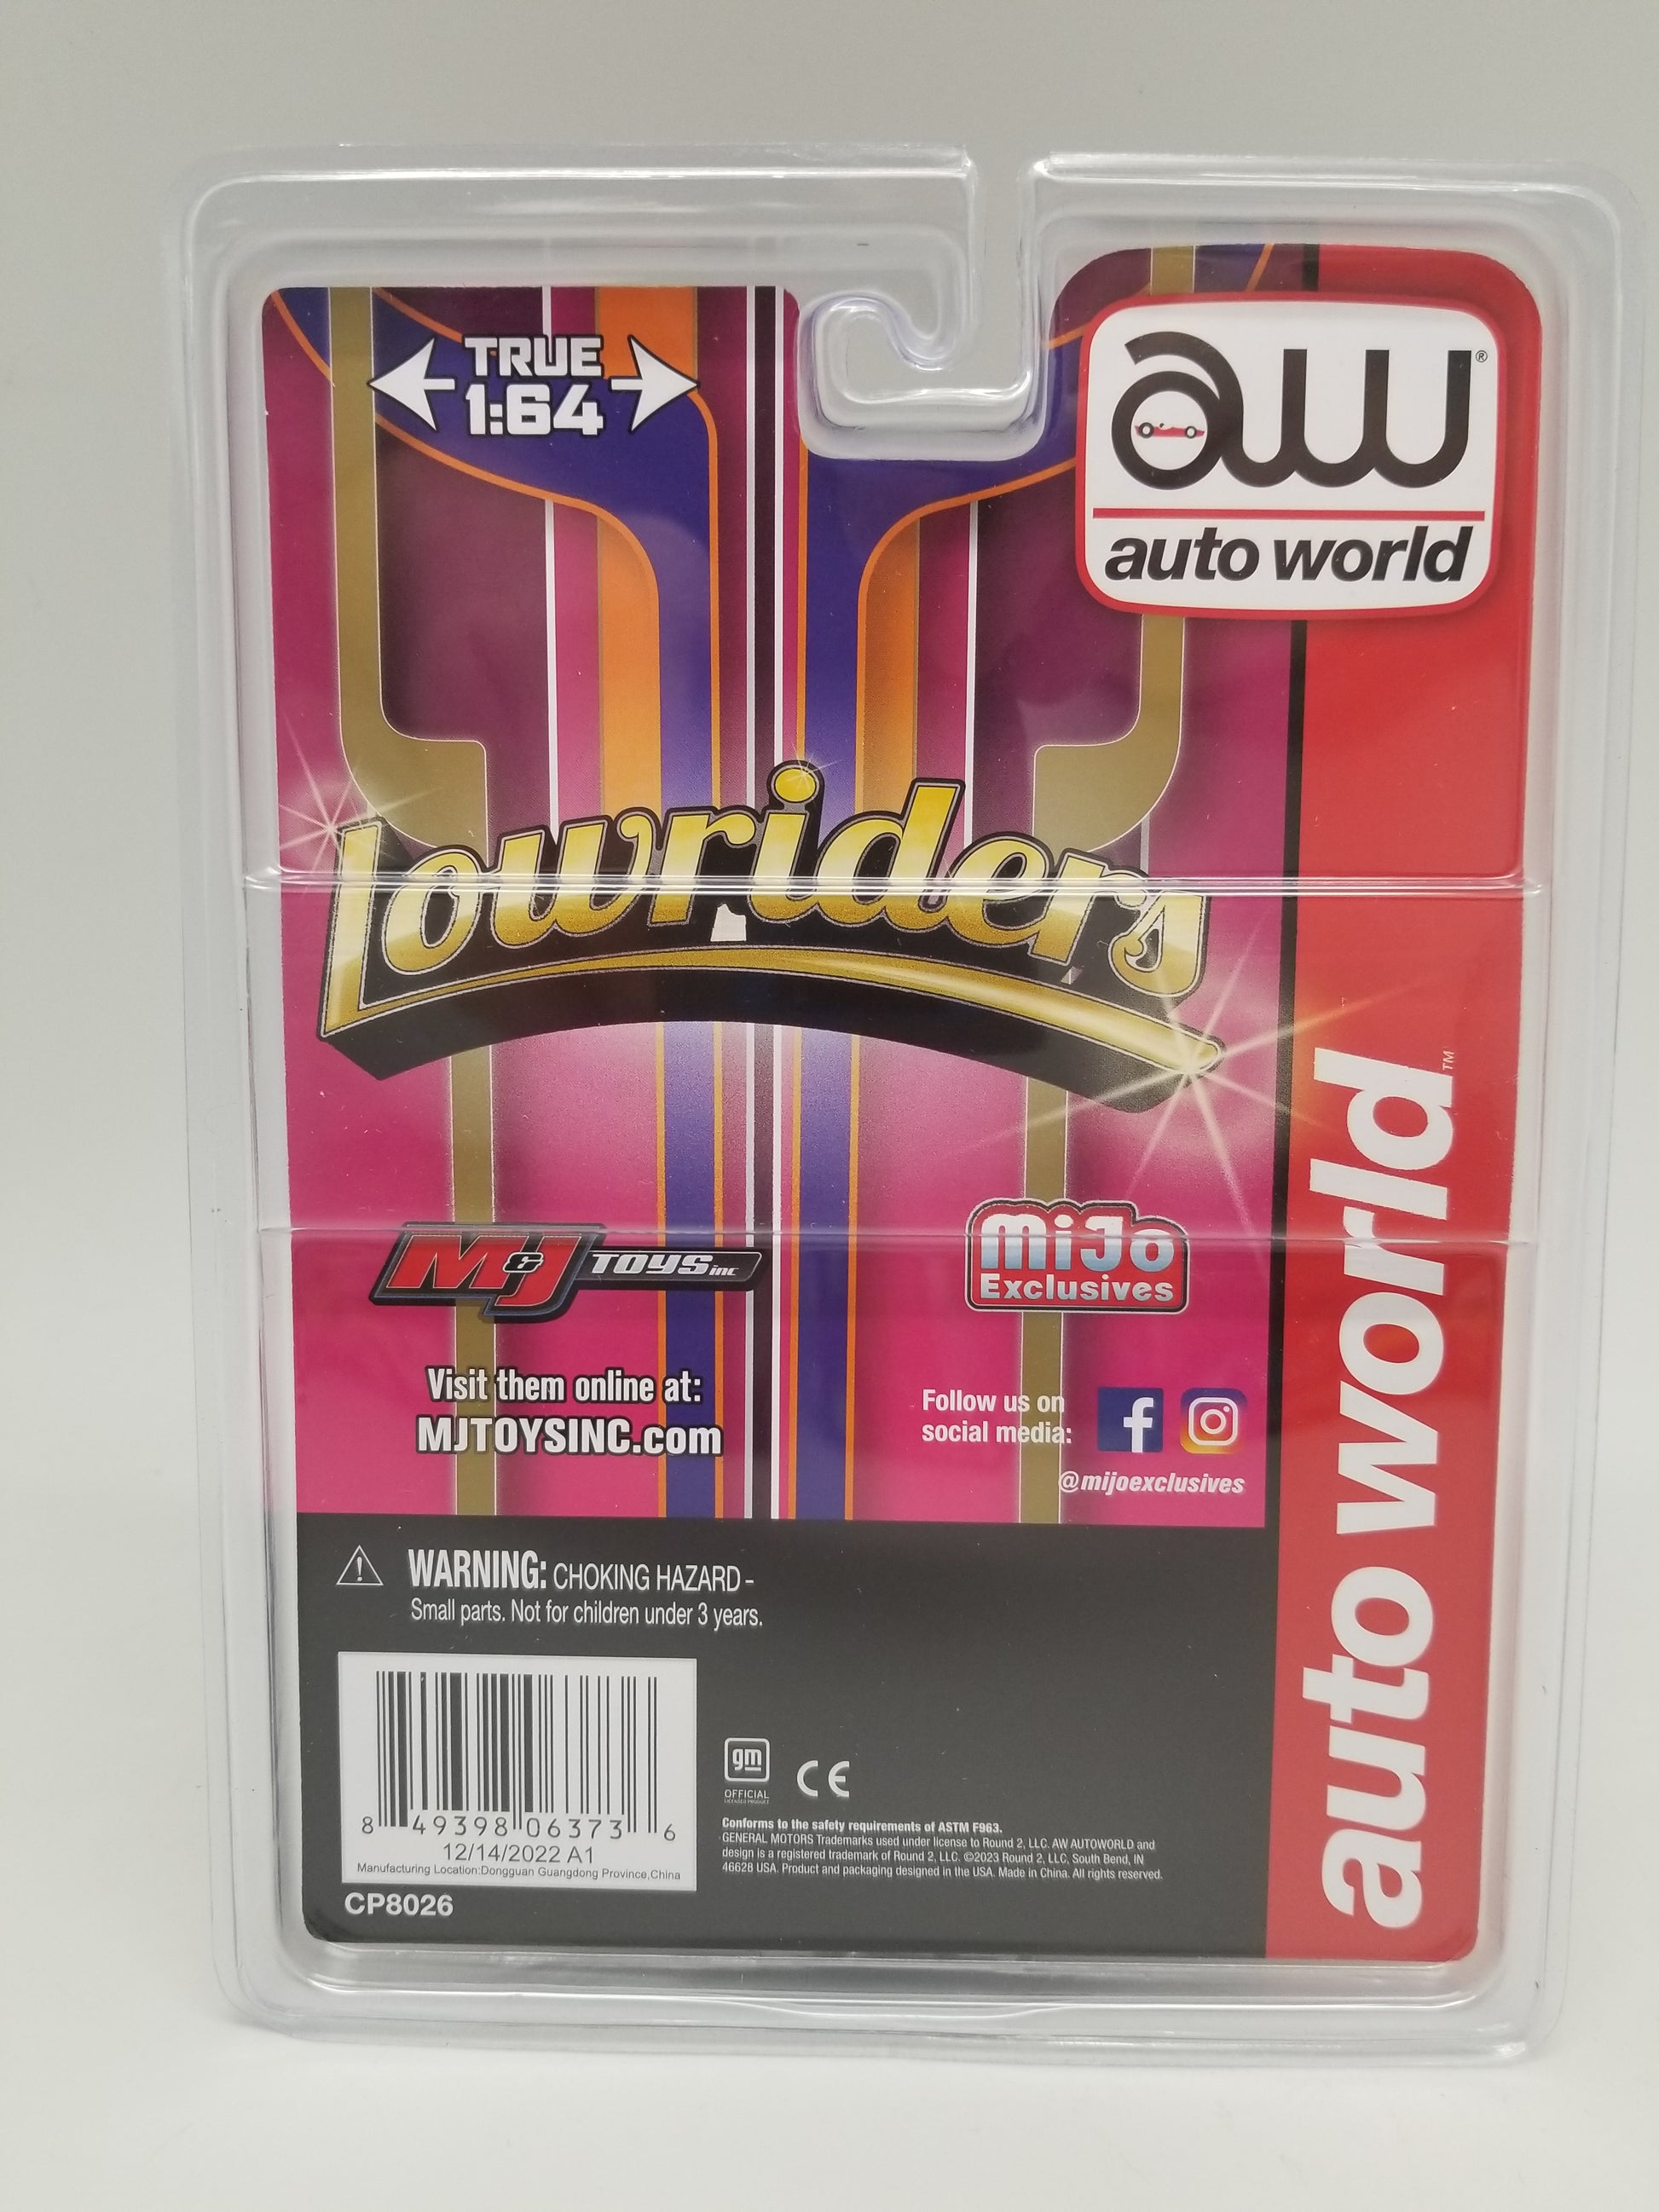 TRUE
1:64
aw®
auto world
Lowriders
M&J TOYS inc
MiJo
Exclusives
Visit them online at:
MJTOYSINC.com
Follow us on
social media:
@mijoexclusives
auto world™
WARNING: CHOKING HAZARD -
Small parts. Not for children under 3 years.
8 49398 06373 6
12/14/2022 A1
Manufacturing Location:Dongguan Guangdong Province,China
CP8026
gm
OFFICIAL
LICENSED PRODUCT
CE
Conforms to the safety requirements of ASTM F963.
GENERAL MOTORS Trademarks used under license to Round 2, LLC. AW AUTOWORLD and
design is a registered trademark of Round 2, LLC. ©2023 Round 2, LLC, South Bend, IN
46628 USA. Product and packaging designed in the USA. Made in China. All rights reserved.